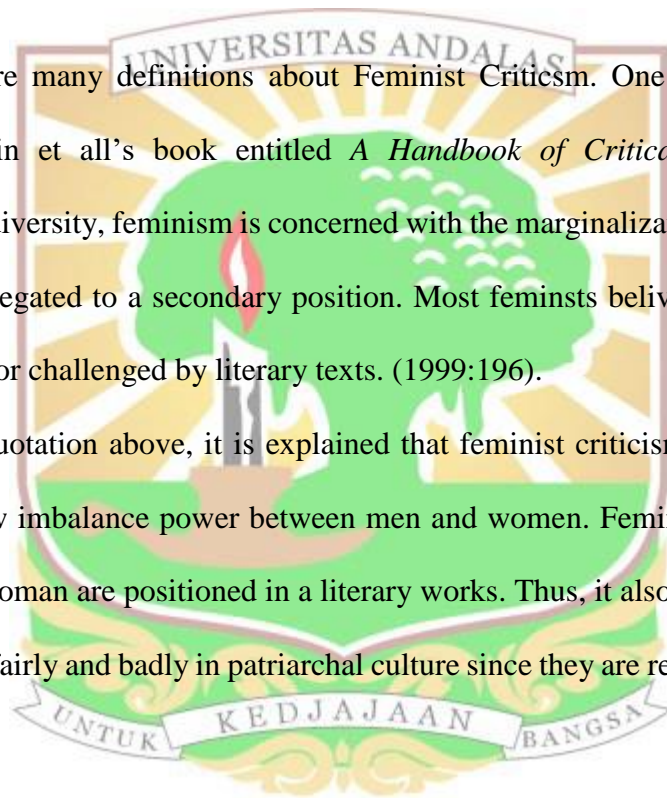 UNIVERSITAS ANDALAS
re many definitions about Feminist Criticsm. One
in et all’s book entitled A Handbook of Critica
diversity, feminism is concerned with the marginaliza
egated to a secondary position. Most feminsts beliv
or challenged by literary texts. (1999:196).
uotation above, it is explained that feminist criticism
y imbalance power between men and women. Femi
oman are positioned in a literary works. Thus, it also
fairly and badly in patriarchal culture since they are re
UNTUK KEDJAJAAN BANGSA